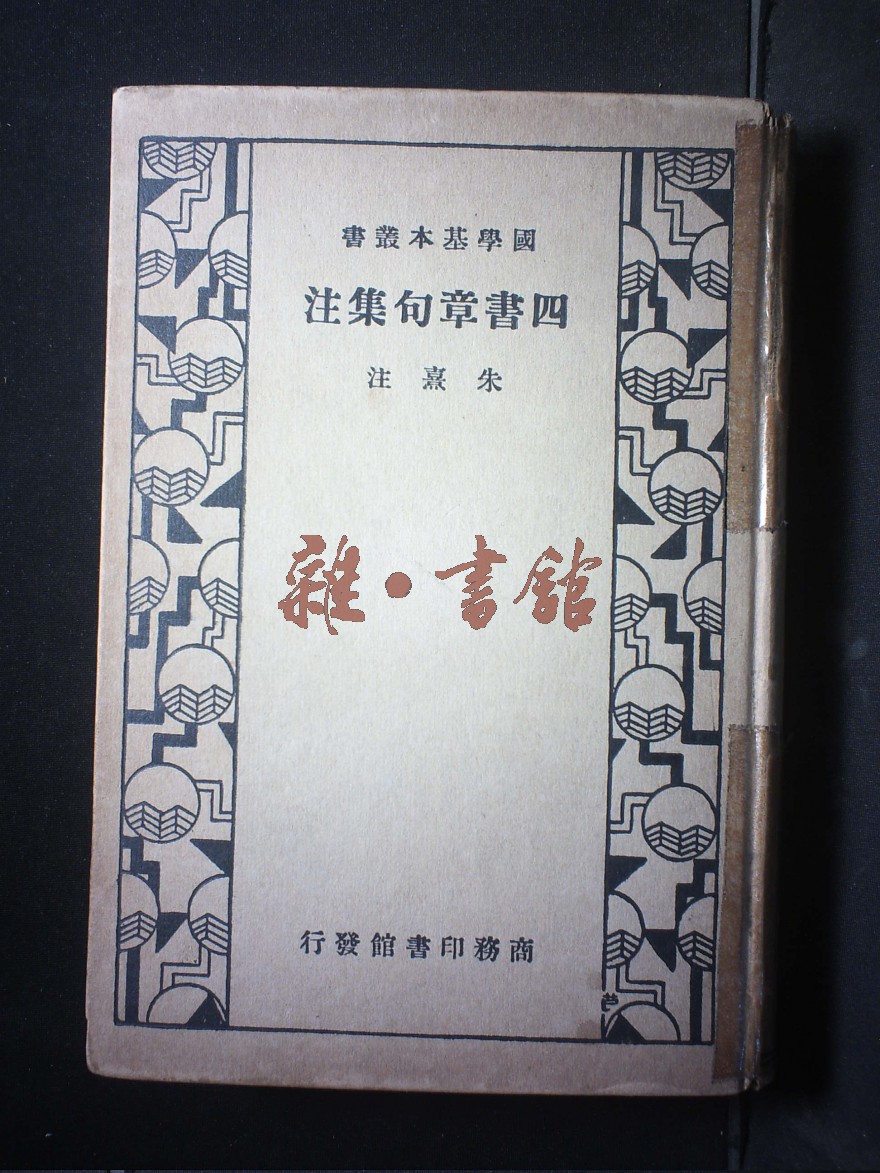 國學基本叢書
四書章句集注
朱熹注
雜·書館
商務印書館發行